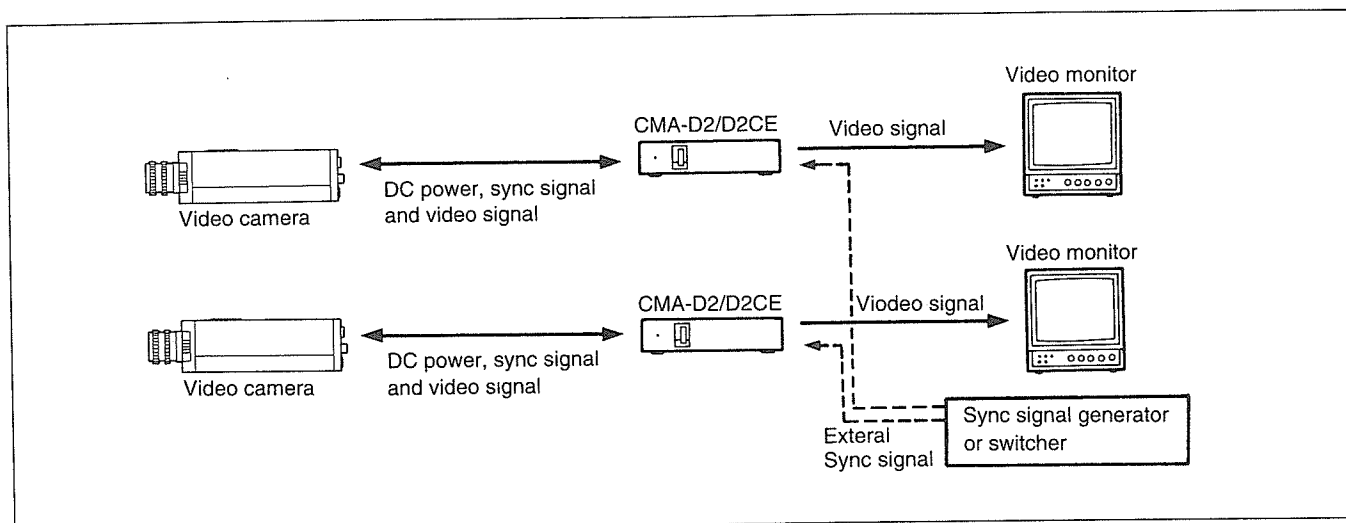 Video monitor
CMA-D2/D2CE
Video signal
DC power, sync signal
and video signal
Video camera
Video monitor
CMA-D2/D2CE
Viodeo signal
DC power, sync signal
and video signal
Video camera
Exteral
Sync signal
Sync signal generator
or switcher